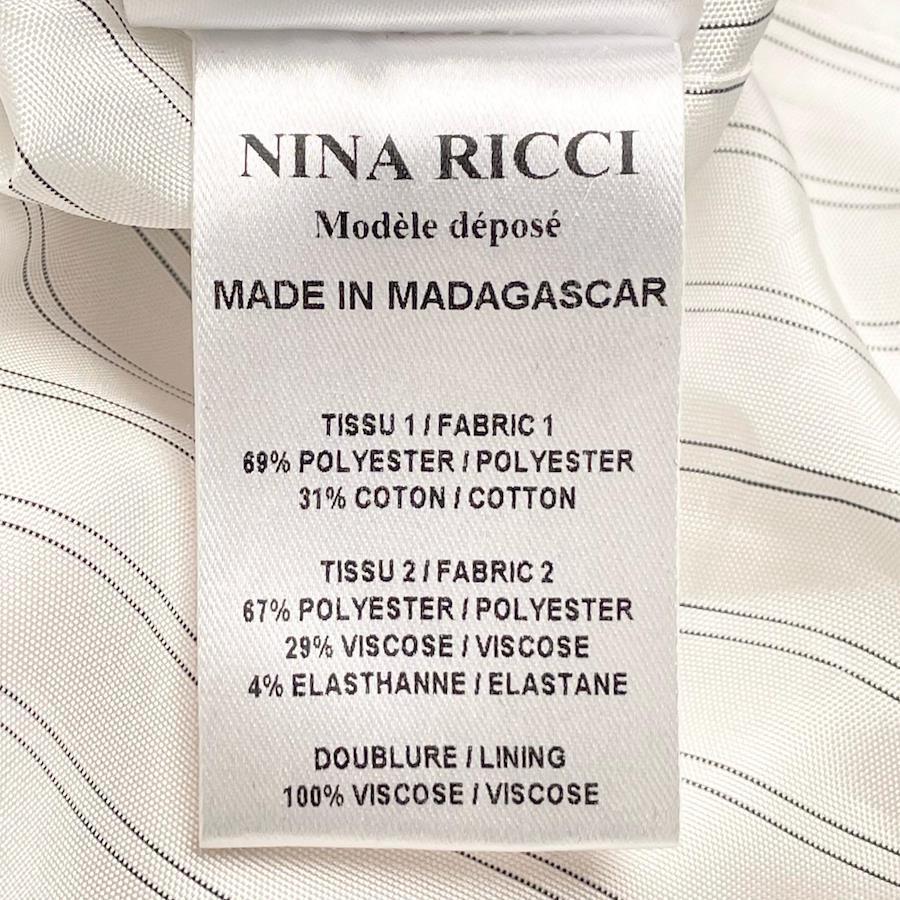 NINA RICCI
Modèle déposé
MADE IN MADAGASCAR
TISSU 1 / FABRIC 1
69% POLYESTER / POLYESTER
31% COTON / COTTON
TISSU 2 / FABRIC 2
67% POLYESTER / POLYESTER
29% VISCOSE / VISCOSE
4% ELASTHANNE / ELASTANE
DOUBLURE / LINING
100% VISCOSE / VISCOSE